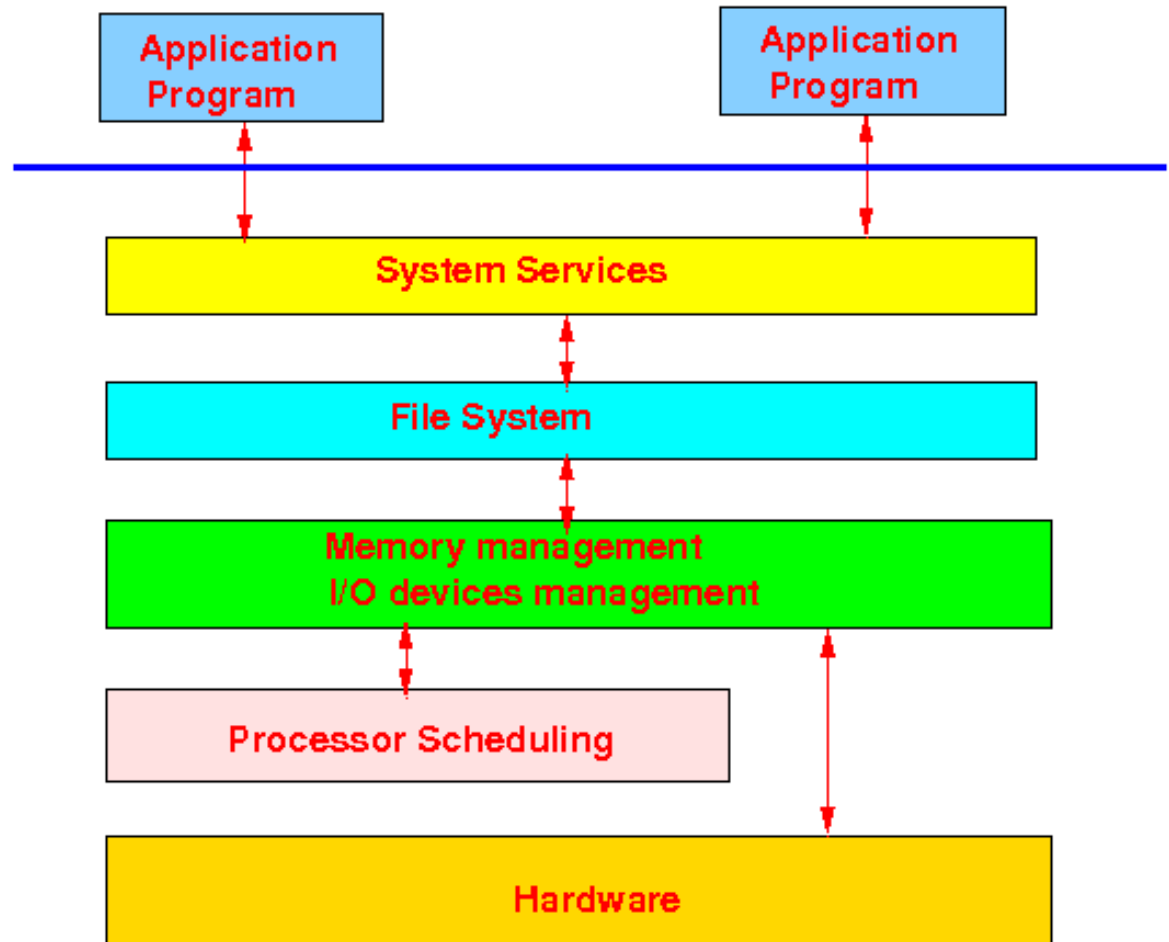 Application
Program
Application
Program
System Services
File System
Memory management
I/O devices management
Processor Scheduling
Hardware